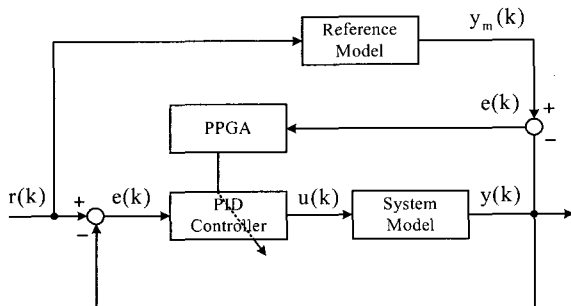 Reference
Model
y_m(k)
e(k)
+
−
PPGA
r(k)
+
−
e(k)
PID
Controller
u(k)
System
Model
y(k)